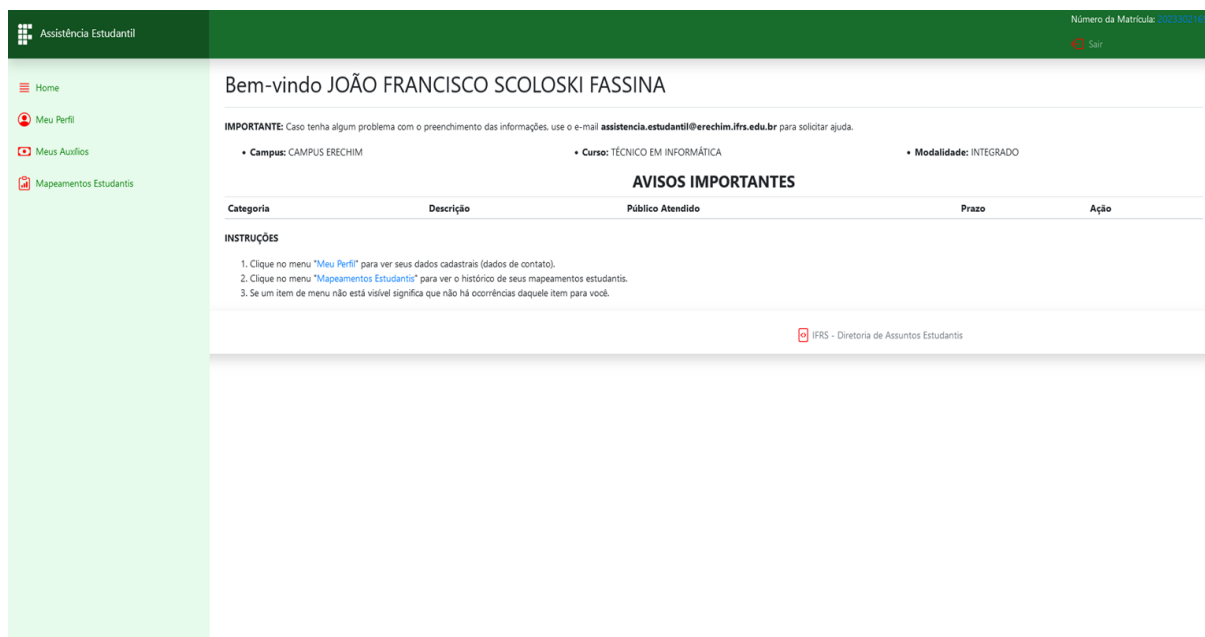 Assistência Estudantil
Número da Matrícula:
Sair
Home
Meu Perfil
Meus Auxílios
Mapeamentos Estudantis
Bem-vindo JOÃO FRANCISCO SCOLOSKI FASSINA
IMPORTANTE: Caso tenha algum problema com o preenchimento das informações, use o e-mail assistencia.estudantil@erechim.ifrs.edu.br para solicitar ajuda.
• Campus: CAMPUS ERECHIM • Curso: TÉCNICO EM INFORMÁTICA • Modalidade: INTEGRADO
AVISOS IMPORTANTES
Categoria Descrição Público Atendido Prazo Ação
INSTRUÇÕES
1. Clique no menu "Meu Perfil" para ver seus dados cadastrais (dados de contato).
2. Clique no menu "Mapeamentos Estudantis" para ver o histórico de seus mapeamentos estudantis.
3. Se um item de menu não está visível significa que não há ocorrências daquele item para você.
IFRS - Diretoria de Assuntos Estudantis